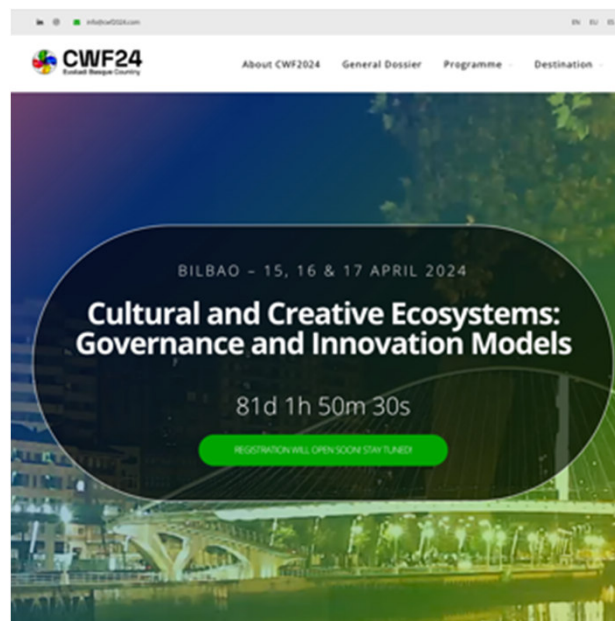 info@cwf2024.com
EN EU ES
CWF24
Euskadi Basque Country
About CWF2024 General Dossier Programme Destination
BILBAO – 15, 16 & 17 APRIL 2024
Cultural and Creative Ecosystems:
Governance and Innovation Models
81d 1h 50m 30s
REGISTRATION WILL OPEN SOON! STAY TUNED!